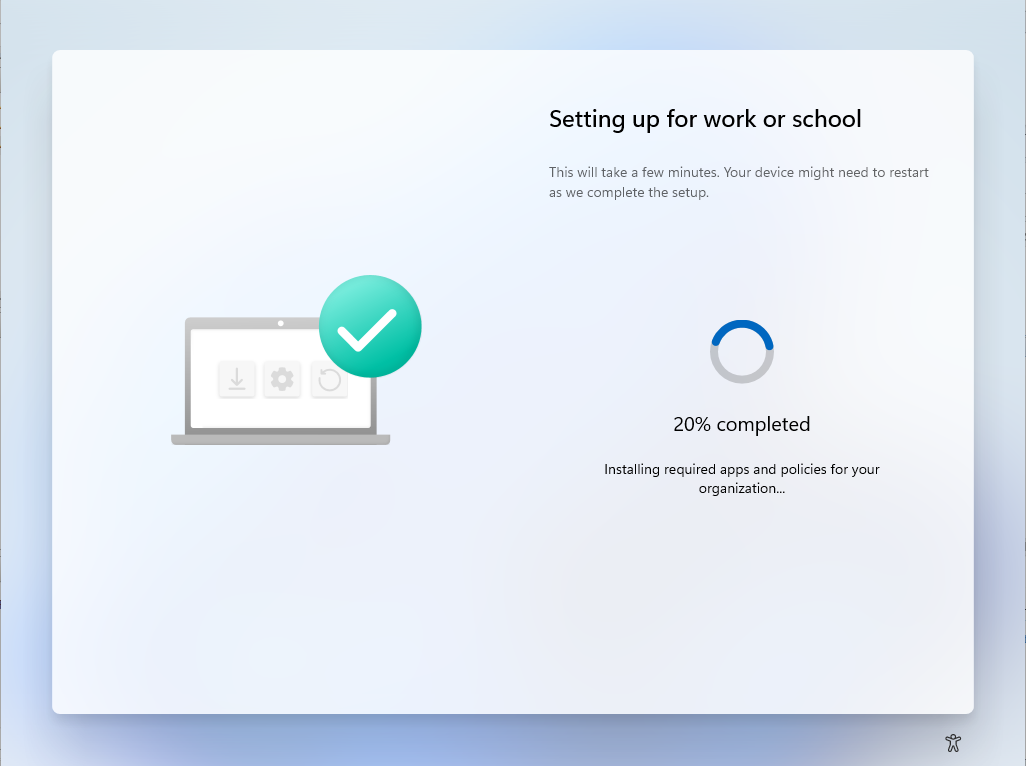 Setting up for work or school
This will take a few minutes. Your device might need to restart
as we complete the setup.
20% completed
Installing required apps and policies for your
organization...